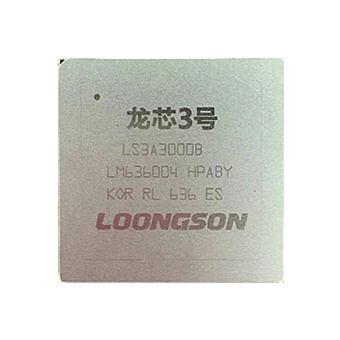 龙芯3号
LS3A3000B
LM636004 HPABY
KOR RL 636 ES
LOONGSON